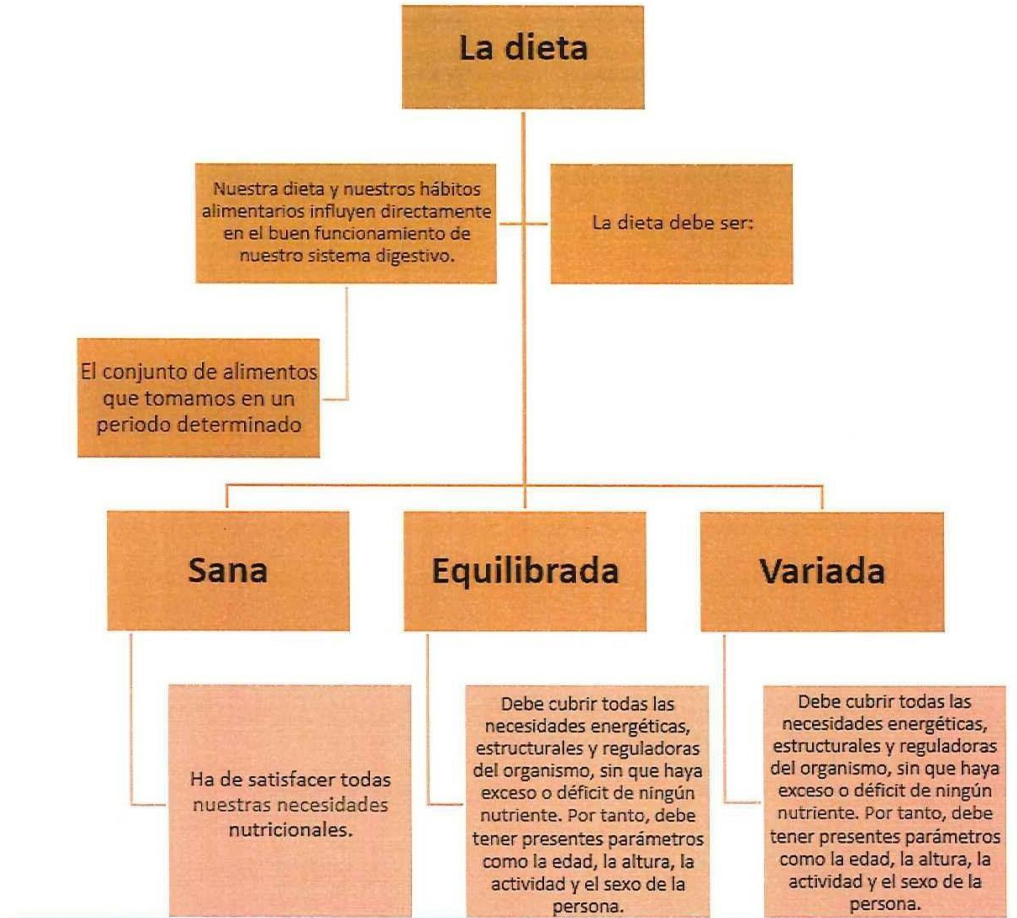 La dieta
Nuestra dieta y nuestros hábitos
alimentarios influyen directamente
en el buen funcionamiento de
nuestro sistema digestivo.
La dieta debe ser:
El conjunto de alimentos
que tomamos en un
periodo determinado
Sana
Equilibrada
Variada
Ha de satisfacer todas
nuestras necesidades
nutricionales.
Debe cubrir todas las
necesidades energéticas,
estructurales y reguladoras
del organismo, sin que haya
exceso o déficit de ningún
nutriente. Por tanto, debe
tener presentes parámetros
como la edad, la altura, la
actividad y el sexo de la
persona.
Debe cubrir todas las
necesidades energéticas,
estructurales y reguladoras
del organismo, sin que haya
exceso o déficit de ningún
nutriente. Por tanto, debe
tener presentes parámetros
como la edad, la altura, la
actividad y el sexo de la
persona.